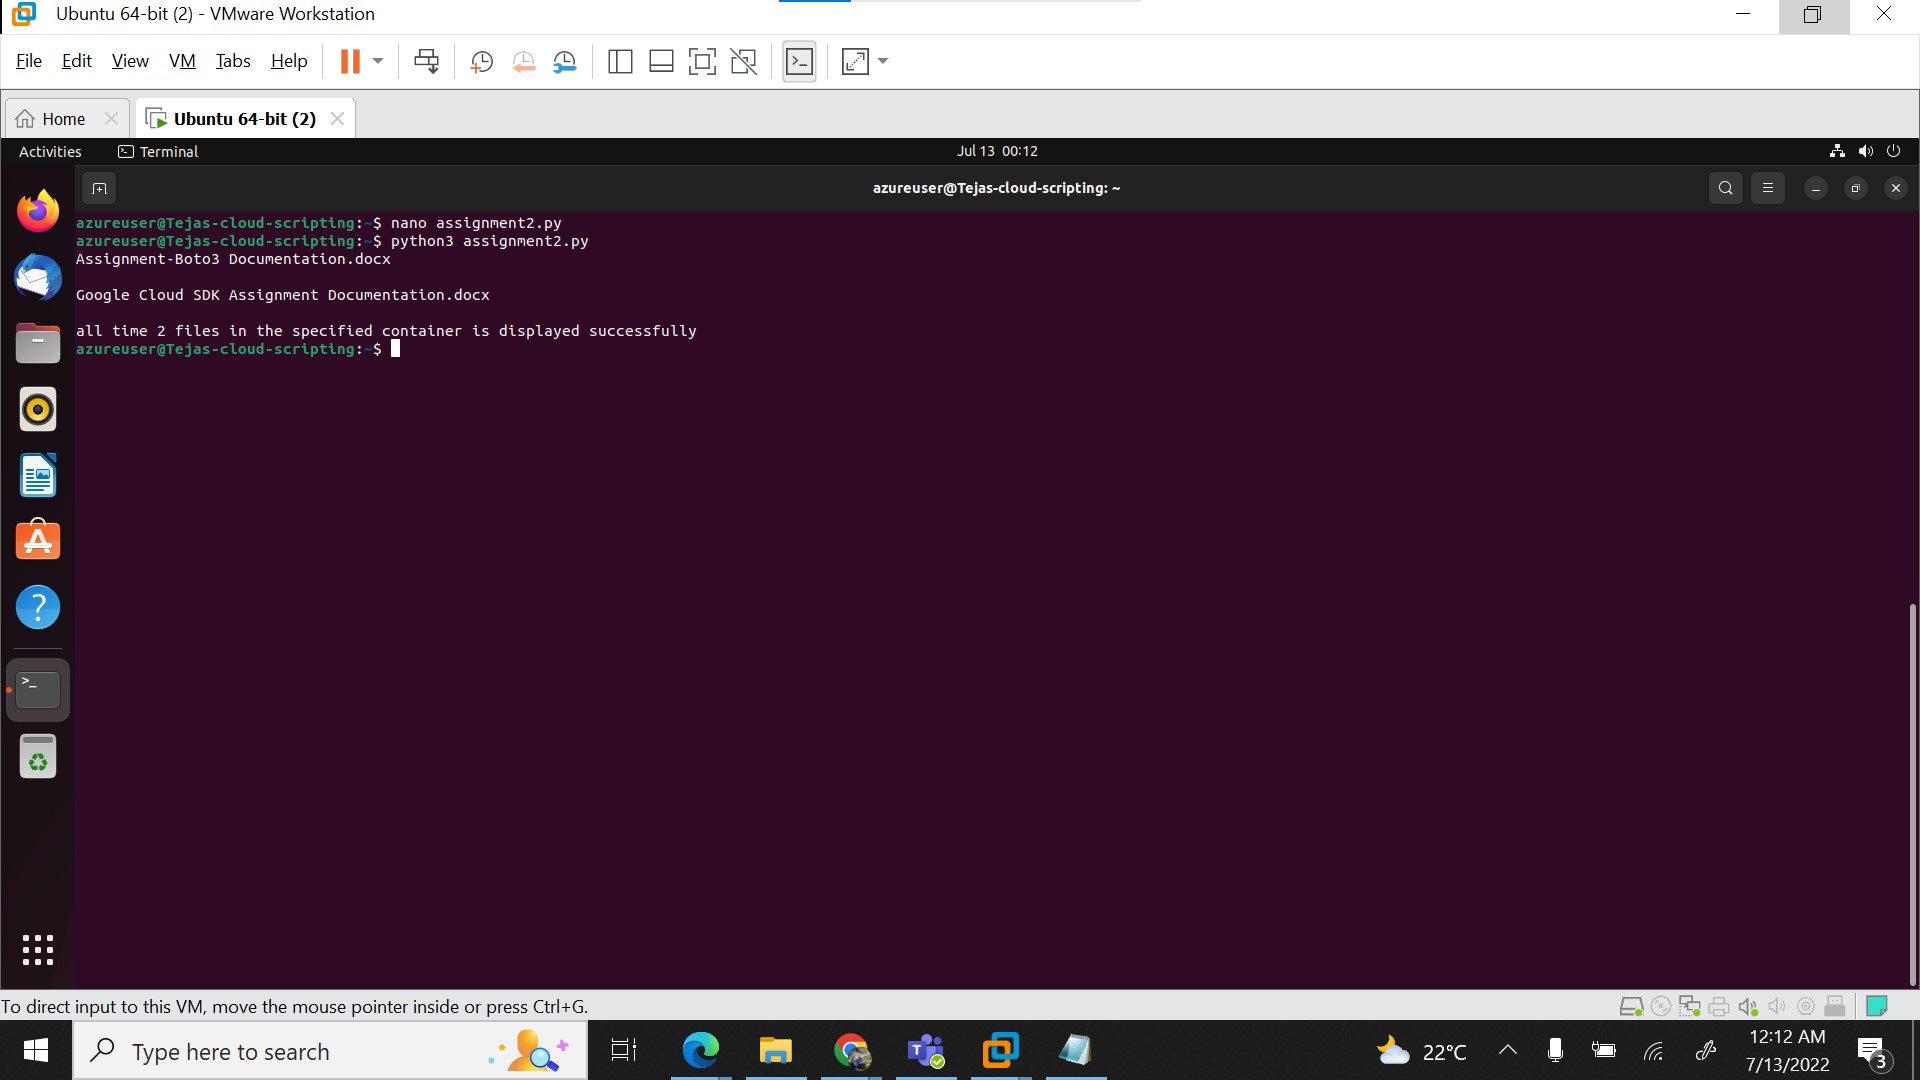 Ubuntu 64-bit (2) - VMware Workstation
File Edit View VM Tabs Help
Home
Ubuntu 64-bit (2)
Activities
Terminal
Jul 13 00:12
azureuser@Tejas-cloud-scripting: ~
azureuser@Tejas-cloud-scripting:~$ nano assignment2.py
azureuser@Tejas-cloud-scripting:~$ python3 assignment2.py
Assignment-Boto3 Documentation.docx
Google Cloud SDK Assignment Documentation.docx
all time 2 files in the specified container is displayed successfully
azureuser@Tejas-cloud-scripting:~$
To direct input to this VM, move the mouse pointer inside or press Ctrl+G.
Type here to search
22°C
12:12 AM
7/13/2022
3